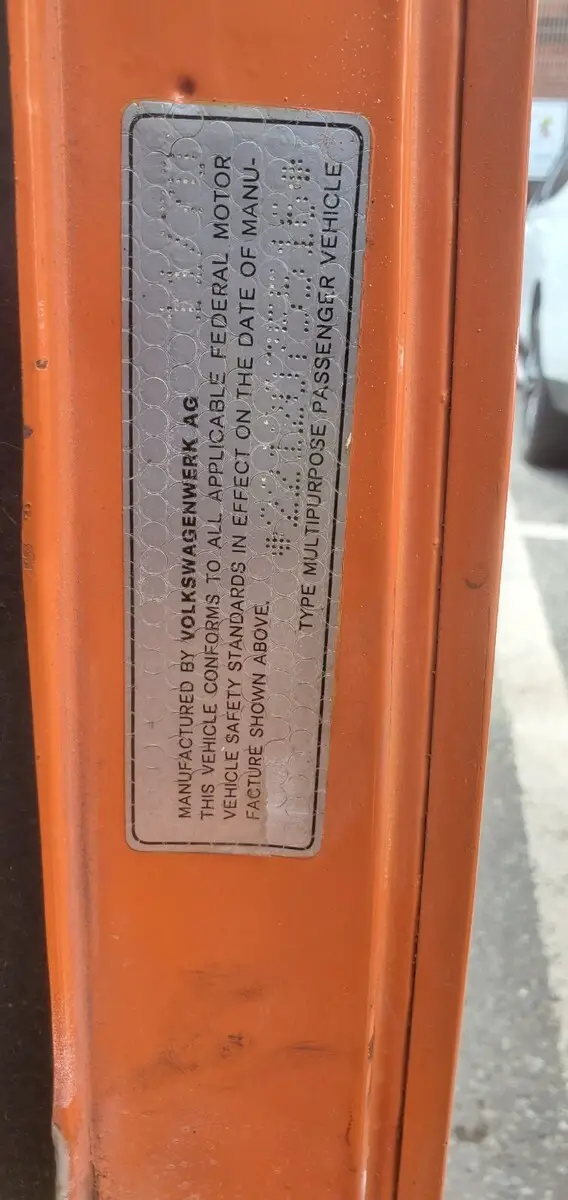 MANUFACTURED BY VOLKSWAGENWERK AG
THIS VEHICLE CONFORMS TO ALL APPLICABLE FEDERAL MOTOR
VEHICLE SAFETY STANDARDS IN EFFECT ON THE DATE OF MANU-
FACTURE SHOWN ABOVE.
TYPE MULTIPURPOSE PASSENGER VEHICLE